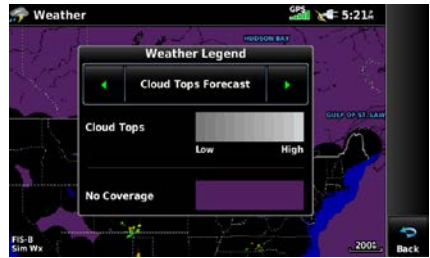 Weather
GPS
5:21
HUDSON BAY
Weather Legend
Cloud Tops Forecast
GULF OF ST. LAW
Cloud Tops
Low
High
No Coverage
FIS-B
Sim Wx
200
Back